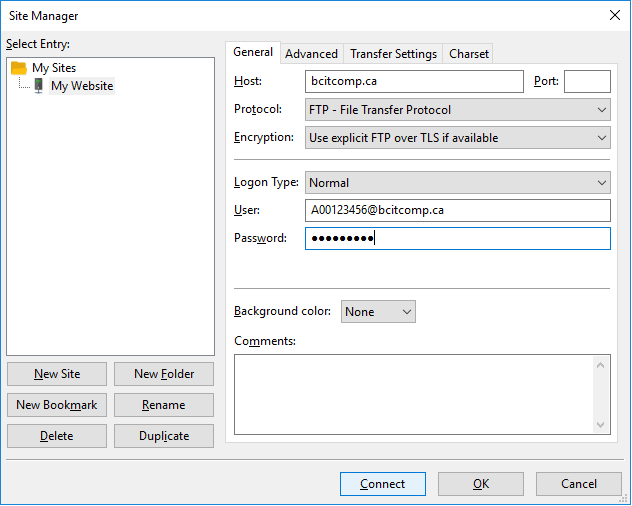 Site Manager
Select Entry:
My Sites
My Website
New Site
New Folder
New Bookmark
Rename
Delete
Duplicate
General
Advanced
Transfer Settings
Charset
Host:
bcitcomp.ca
Port:
Protocol:
FTP - File Transfer Protocol
Encryption:
Use explicit FTP over TLS if available
Logon Type:
Normal
User:
A00123456@bcitcomp.ca
Password:
●●●●●●●●●
Background color:
None
Comments:
Connect
OK
Cancel